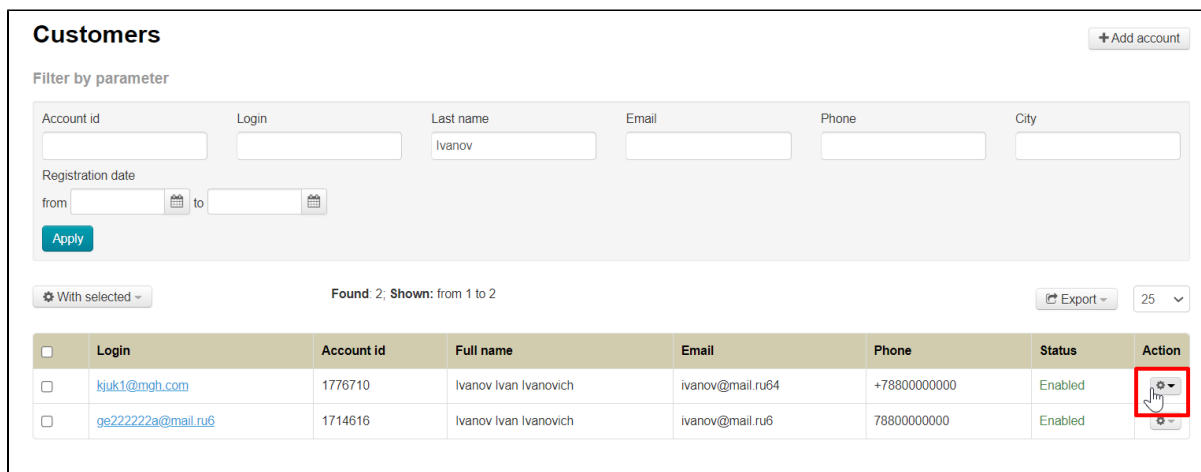 Customers
+ Add account
Filter by parameter
Account id Login Last name Email Phone City
Ivanov
Registration date
from to
Apply
With selected Found: 2; Shown: from 1 to 2 Export 25
Login Account id Full name Email Phone Status Action
kjuk1@mgh.com 1776710 Ivanov Ivan Ivanovich ivanov@mail.ru64 +78800000000 Enabled
ge222222a@mail.ru6 1714616 Ivanov Ivan Ivanovich ivanov@mail.ru6 78800000000 Enabled